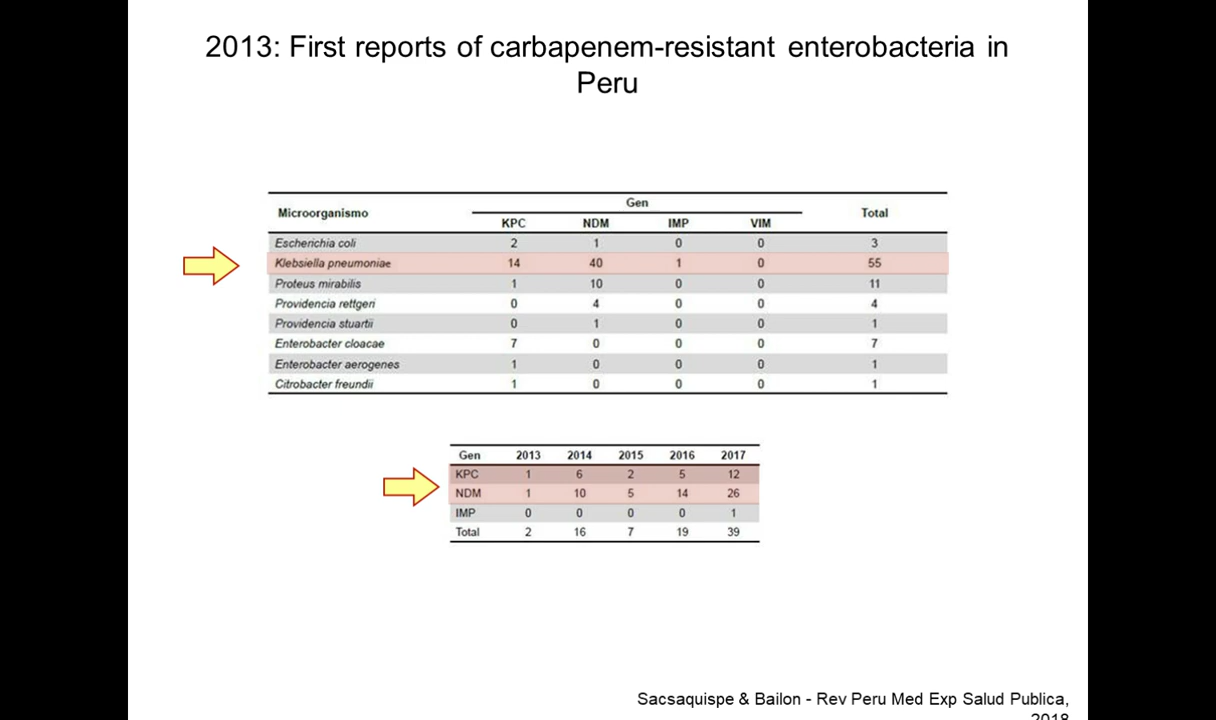 2013: First reports of carbapenem-resistant enterobacteria in
Peru
Microorganismo Gen Total
KPC NDM IMP VIM
Escherichia coli 2 1 0 0 3
Klebsiella pneumoniae 14 40 1 0 55
Proteus mirabilis 1 10 0 0 11
Providencia rettgeri 0 4 0 0 4
Providencia stuartii 0 1 0 0 1
Enterobacter cloacae 7 0 0 0 7
Enterobacter aerogenes 1 0 0 0 1
Citrobacter freundii 1 0 0 0 1
Gen 2013 2014 2015 2016 2017
KPC 1 6 2 5 12
NDM 1 10 5 14 26
IMP 0 0 0 0 1
Total 2 16 7 19 39
Sacsaquispe & Bailon - Rev Peru Med Exp Salud Publica,
2018